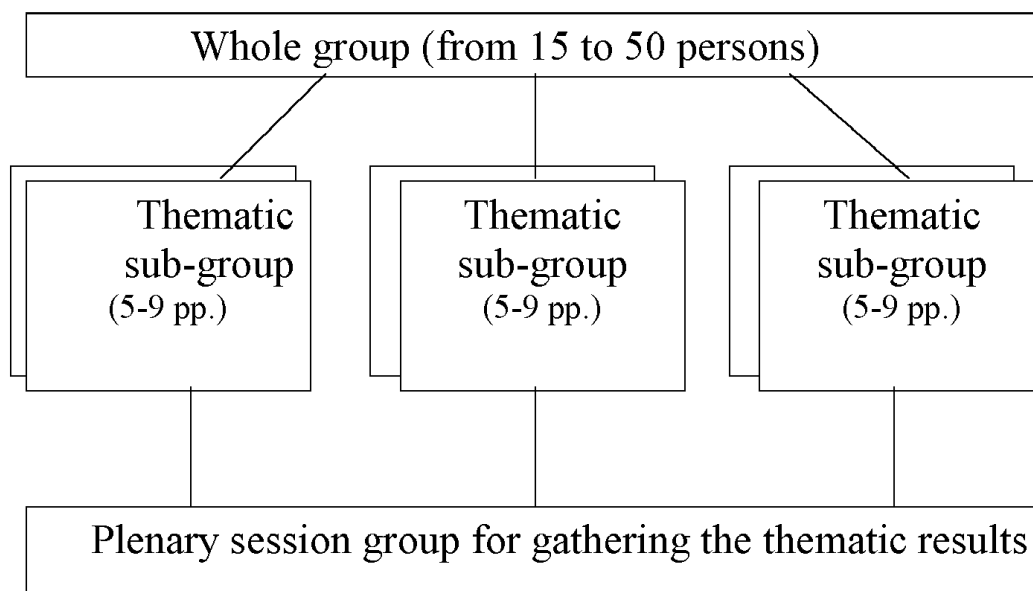 Whole group (from 15 to 50 persons)
Thematic
sub-group
(5-9 pp.)
Thematic
sub-group
(5-9 pp.)
Thematic
sub-group
(5-9 pp.)
Plenary session group for gathering the thematic results